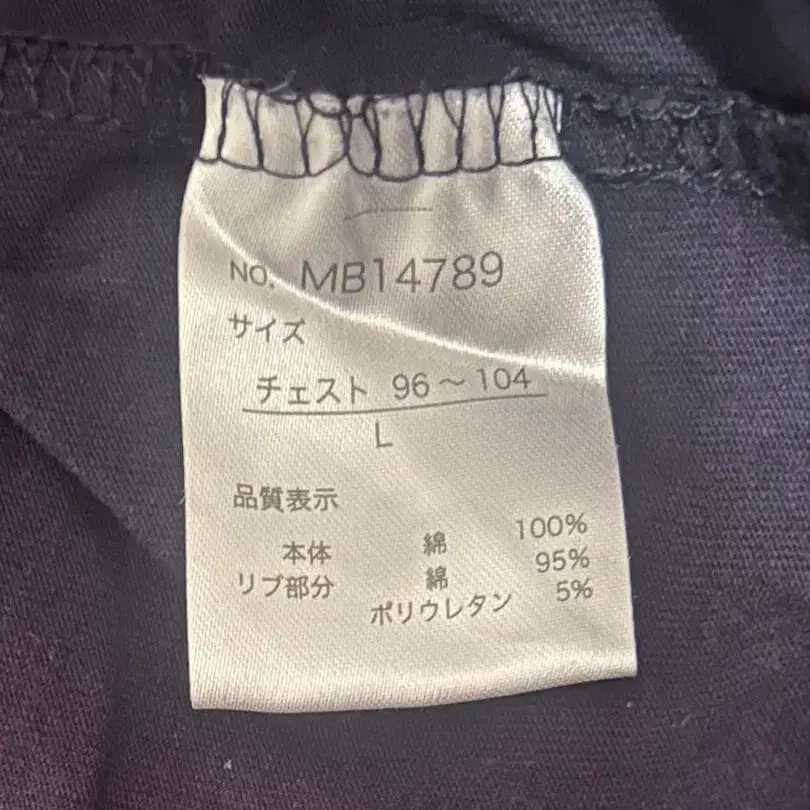 NO. MB14789
サイズ
チェスト 96～104
L
品質表示
本体 綿 100%
リブ部分 綿 95%
ポリウレタン 5%